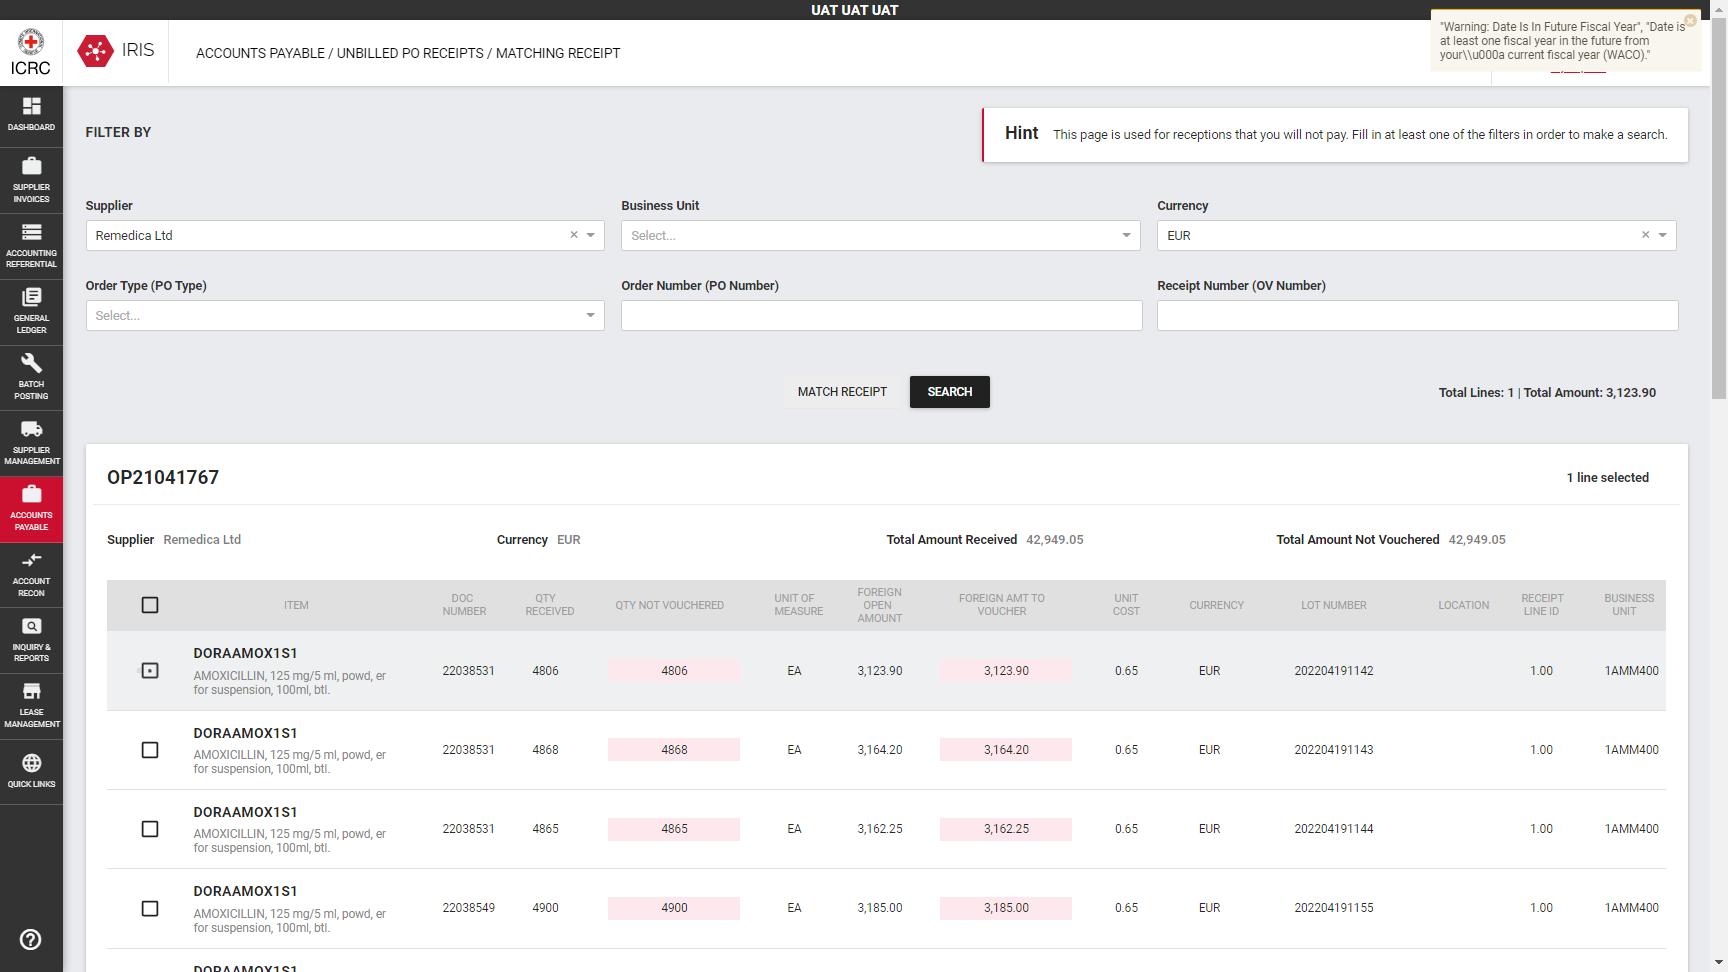 UAT UAT UAT
ICRC
IRIS
ACCOUNTS PAYABLE / UNBILLED PO RECEIPTS / MATCHING RECEIPT
"Warning: Date Is In Future Fiscal Year", "Date is
at least one fiscal year in the future from
your\\u000a current fiscal year (WACO)."
DASHBOARD
SUPPLIER
INVOICES
ACCOUNTING
REFERENTIAL
GENERAL
LEDGER
BATCH
POSTING
SUPPLIER
MANAGEMENT
ACCOUNTS
PAYABLE
ACCOUNT
RECON
INQUIRY &
REPORTS
LEASE
MANAGEMENT
QUICK LINKS
FILTER BY
Hint This page is used for receptions that you will not pay. Fill in at least one of the filters in order to make a search.
Supplier Business Unit Currency
Remedica Ltd Select... EUR
Order Type (PO Type) Order Number (PO Number) Receipt Number (OV Number)
Select...
MATCH RECEIPT SEARCH Total Lines: 1 | Total Amount: 3,123.90
OP21041767 1 line selected
Supplier Remedica Ltd Currency EUR Total Amount Received 42,949.05 Total Amount Not Vouchered 42,949.05
ITEM DOC NUMBER QTY RECEIVED QTY NOT VOUCHERED UNIT OF MEASURE FOREIGN OPEN AMOUNT FOREIGN AMT TO VOUCHER UNIT COST CURRENCY LOT NUMBER LOCATION RECEIPT LINE ID BUSINESS UNIT
DORAAMOX1S1
AMOXICILLIN, 125 mg/5 ml, powd, er
for suspension, 100ml, btl.
22038531 4806 4806 EA 3,123.90 3,123.90 0.65 EUR 202204191142 1.00 1AMM400
DORAAMOX1S1
AMOXICILLIN, 125 mg/5 ml, powd, er
for suspension, 100ml, btl.
22038531 4868 4868 EA 3,164.20 3,164.20 0.65 EUR 202204191143 1.00 1AMM400
DORAAMOX1S1
AMOXICILLIN, 125 mg/5 ml, powd, er
for suspension, 100ml, btl.
22038531 4865 4865 EA 3,162.25 3,162.25 0.65 EUR 202204191144 1.00 1AMM400
DORAAMOX1S1
AMOXICILLIN, 125 mg/5 ml, powd, er
for suspension, 100ml, btl.
22038549 4900 4900 EA 3,185.00 3,185.00 0.65 EUR 202204191155 1.00 1AMM400
DORAAMOX1S1